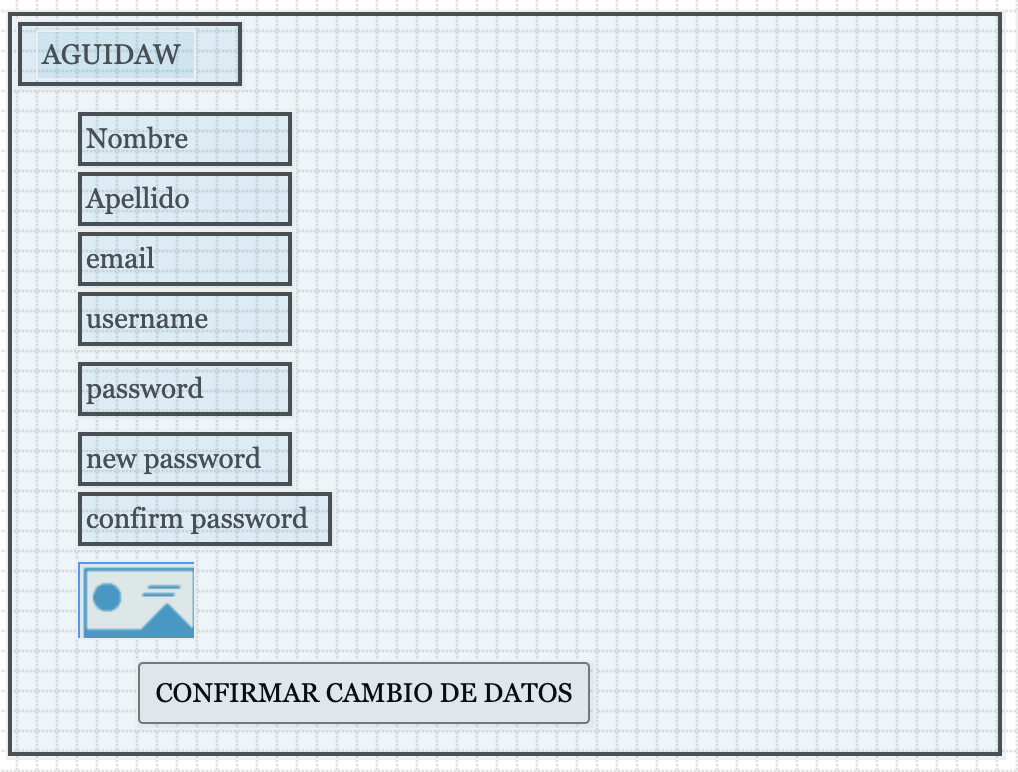 AGUIDAW
Nombre
Apellido
email
username
password
new password
confirm password
CONFIRMAR CAMBIO DE DATOS